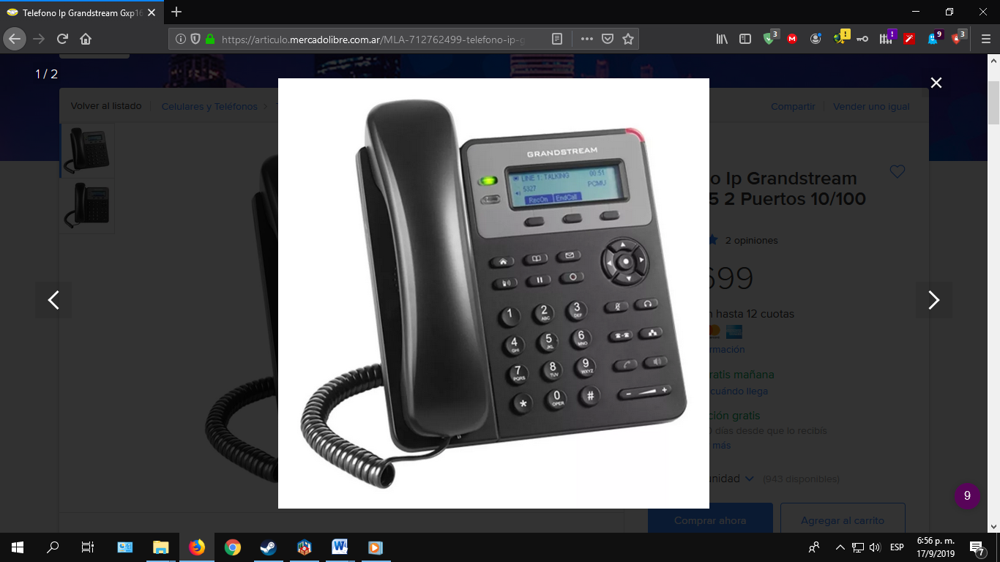 Telefono Ip Grandstream Gxp16
https://articulo.mercadolibre.com.ar/MLA-712762499-telefono-ip-g
3
!
!
9
3
1 / 2
Volver al listado
Celulares y Teléfonos
Compartir
Vender uno igual
Ip Grandstream
5 2 Puertos 10/100
2 opiniones
699
hasta 12 cuotas
mañana
cuándo llega
gratis
días desde que lo recibís
más
(943 disponibles)
Comprar ahora
Agregar al carrito
9
GRANDSTREAM
LINE 1: TALKING 00:51
5327 PCMU
RecOn EndCall
1 2 3
ABC DEF
4 5 6
GHI JKL MNO
7 8 9
PQRS TUV WXYZ
* 0 #
OPER
- +
ESP
6:56 p. m.
17/9/2019
7